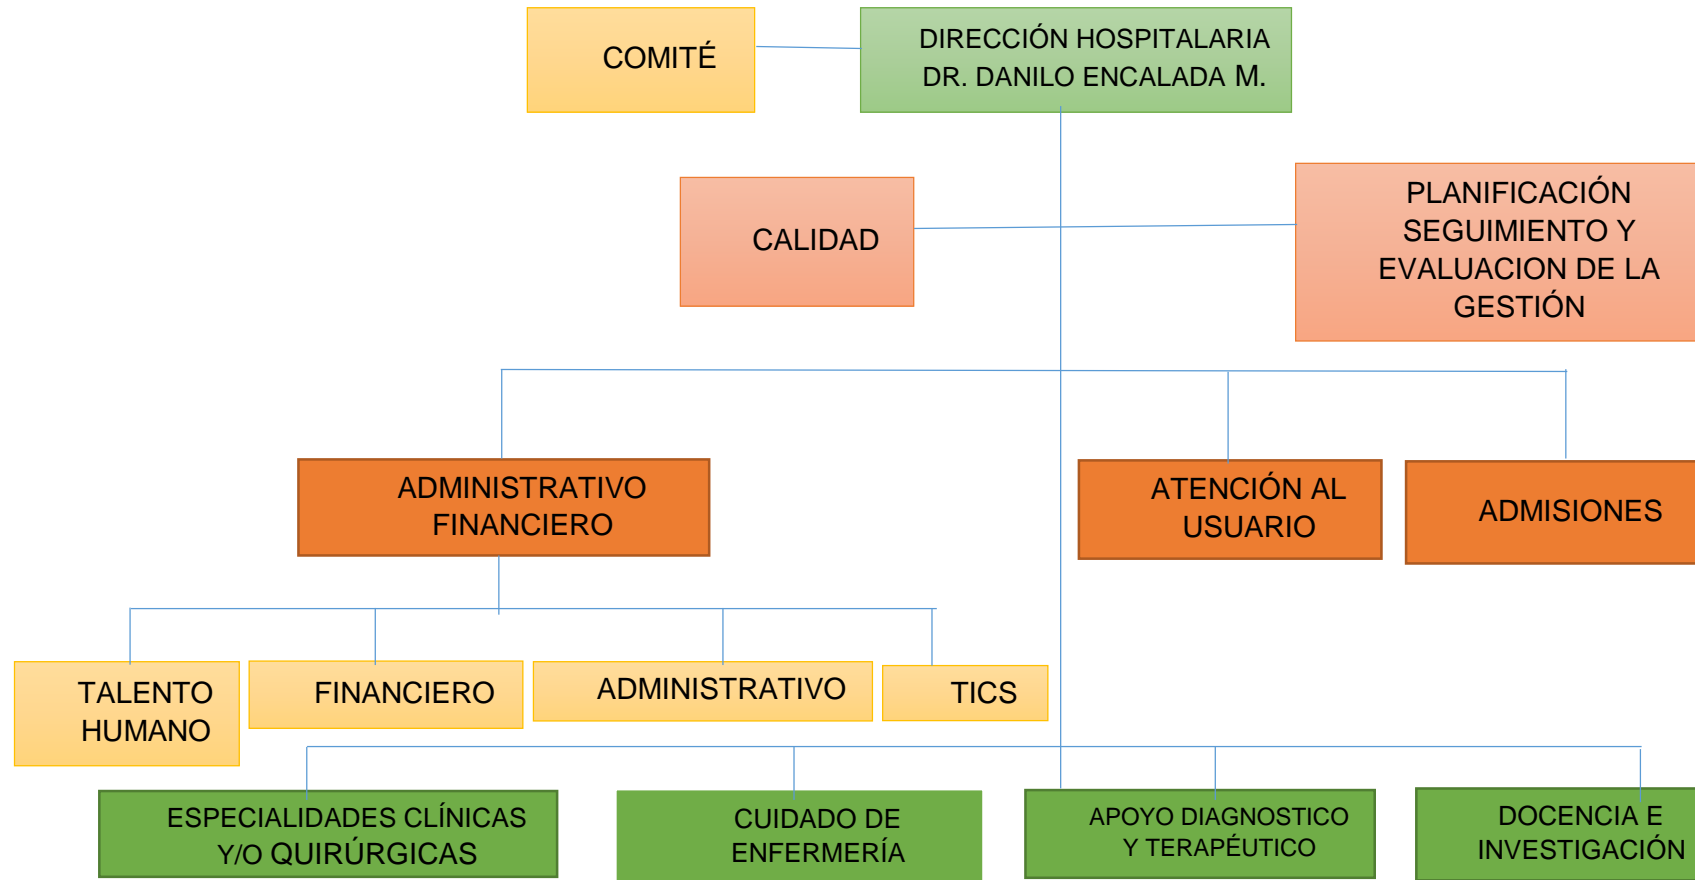 COMITÉ
DIRECCIÓN HOSPITALARIA
DR. DANILO ENCALADA M.
CALIDAD
PLANIFICACIÓN
SEGUIMIENTO Y
EVALUACION DE LA
GESTIÓN
ADMINISTRATIVO
FINANCIERO
ATENCIÓN AL
USUARIO
ADMISIONES
TALENTO
HUMANO
FINANCIERO
ADMINISTRATIVO
TICS
ESPECIALIDADES CLÍNICAS
Y/O QUIRÚRGICAS
CUIDADO DE
ENFERMERÍA
APOYO DIAGNOSTICO
Y TERAPÉUTICO
DOCENCIA E
INVESTIGACIÓN